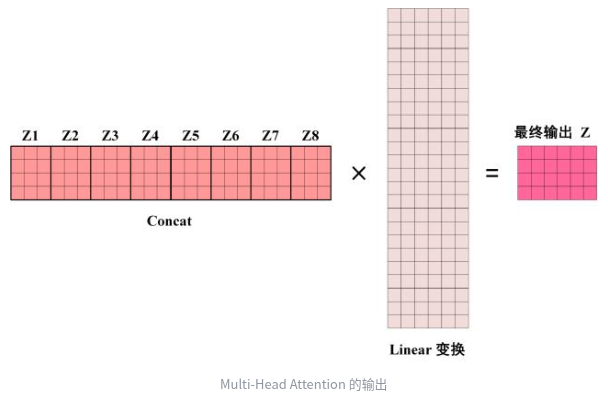 Z1 Z2 Z3 Z4 Z5 Z6 Z7 Z8
Concat
×
Linear 变换
=
最终输出 Z
Multi-Head Attention 的输出